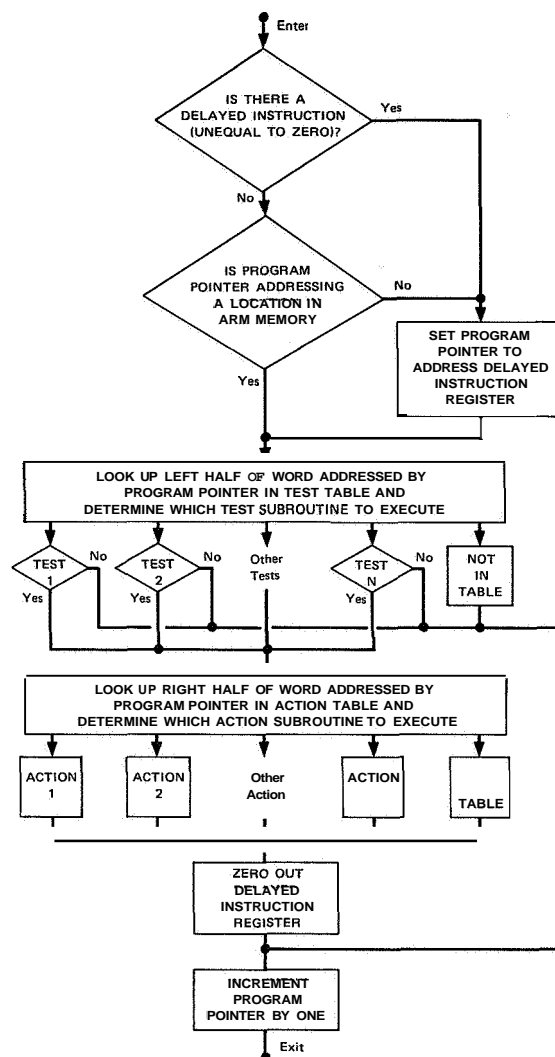 Enter
IS THERE A
DELAYED INSTRUCTION
(UNEQUAL TO ZERO)?
Yes
No
IS PROGRAM
POINTER ADDRESSING
A LOCATION IN
ARM MEMORY
No
Yes
SET PROGRAM
POINTER TO
ADDRESS DELAYED
INSTRUCTION
REGISTER
LOOK UP LEFT HALF OF WORD ADDRESSED BY
PROGRAM POINTER IN TEST TABLE AND
DETERMINE WHICH TEST SUBROUTINE TO EXECUTE
TEST
1
No
Yes
TEST
2
No
Yes
Other
Tests
TEST
N
No
Yes
NOT
IN
TABLE
LOOK UP RIGHT HALF OF WORD ADDRESSED BY
PROGRAM POINTER IN ACTION TABLE AND
DETERMINE WHICH ACTION SUBROUTINE TO EXECUTE
ACTION
1
ACTION
2
Other
Action
ACTION
TABLE
ZERO OUT
DELAYED
INSTRUCTION
REGISTER
INCREMENT
PROGRAM
POINTER BY ONE
Exit